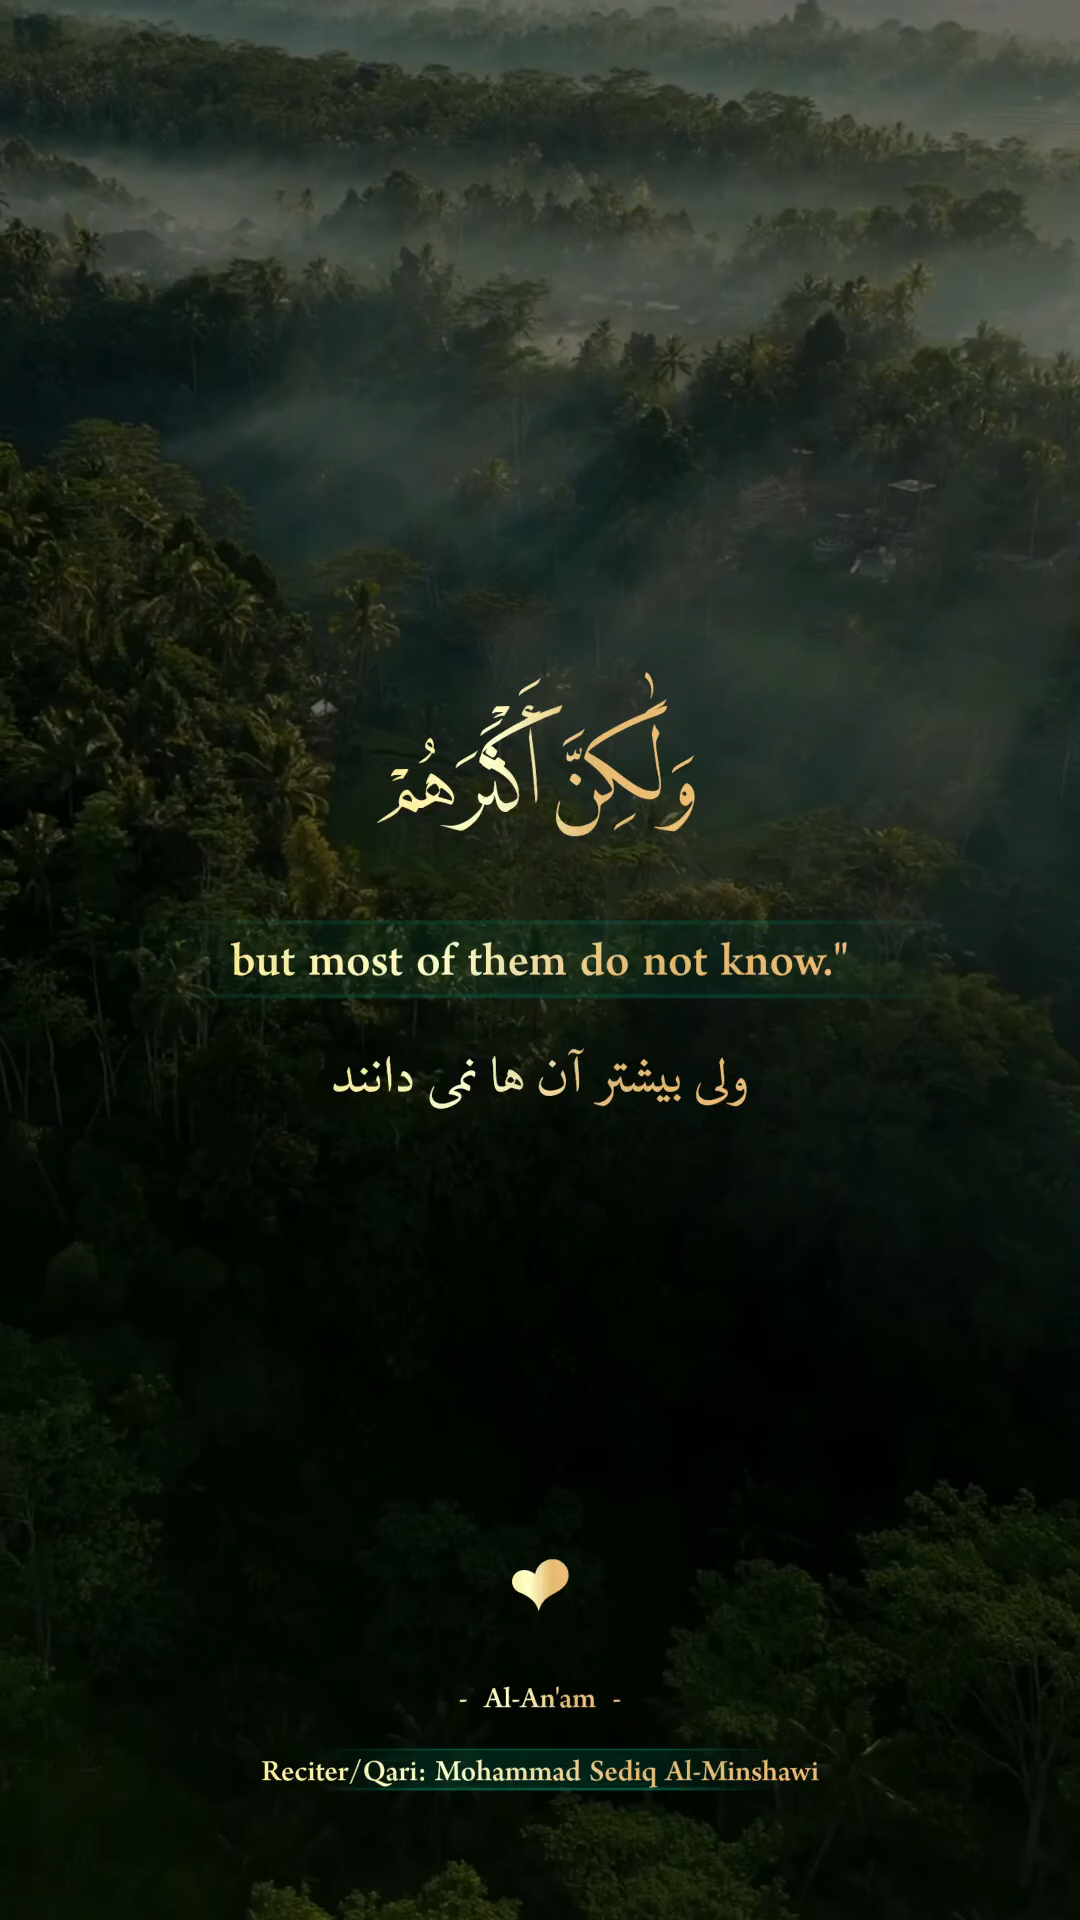 وَلَٰكِنَّ أَكْثَرَهُمْ
but most of them do not know."
ولی بیشتر آن ها نمی دانند
- Al-An'am -
Reciter/Qari: Mohammad Sediq Al-Minshawi